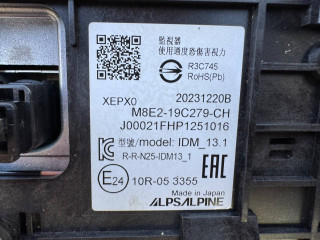 監視器
使用過度恐傷害視力
R3C745
RoHS(Pb)
XEPX0
20231220B
M8E2-19C279-CH
J00021FHP1251016
型號/model: IDM_13.1
R-R-N25-IDM13_1
EAC
E24
10R-05 3355
Made in Japan
ALPSALPINE